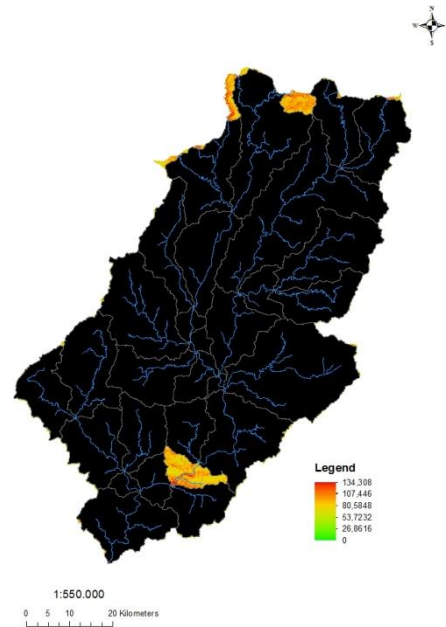 N
W E
S
Legend
134,308
107,446
80,5848
53,7232
26,8616
0
1:550.000
0 5 10 20 Kilometers